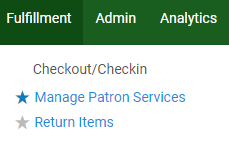 Fulfillment Admin Analytics
Checkout/Checkin
Manage Patron Services
Return Items